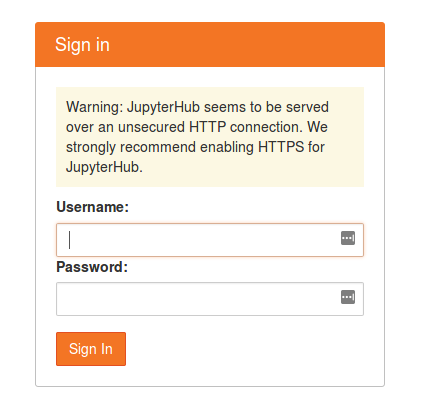 Sign in
Warning: JupyterHub seems to be served
over an unsecured HTTP connection. We
strongly recommend enabling HTTPS for
JupyterHub.
Username:
Password:
Sign In